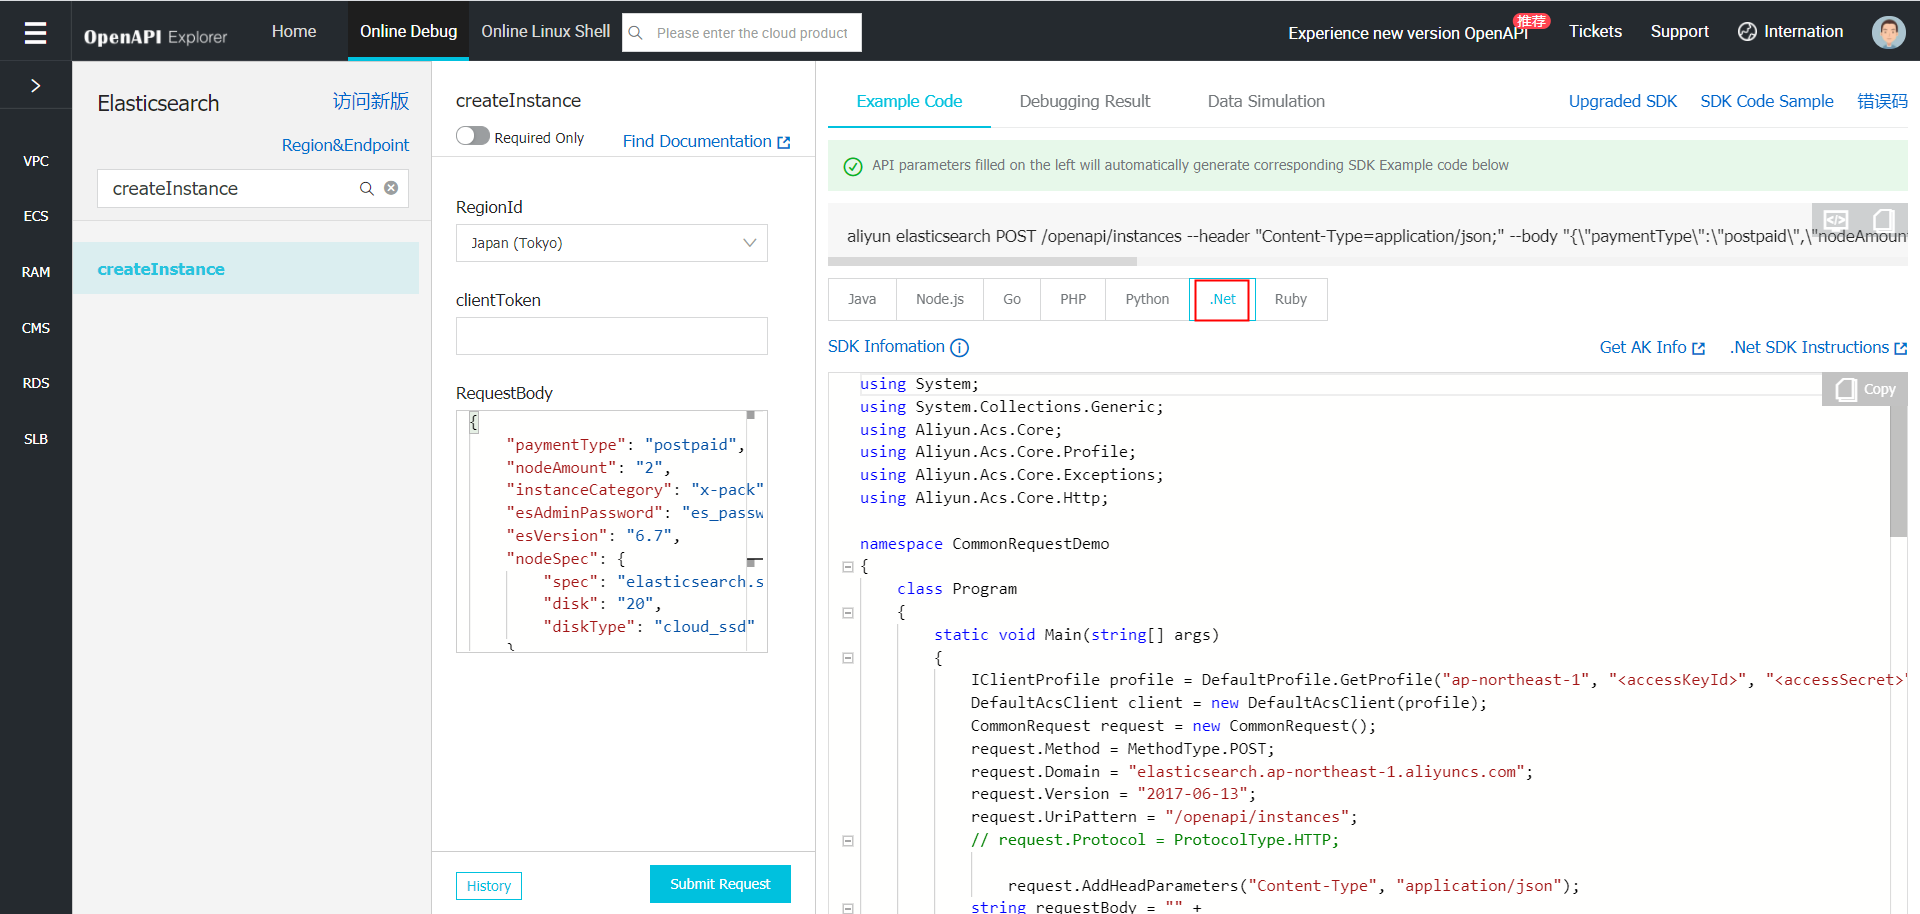 OpenAPI Explorer
Home
Online Debug
Online Linux Shell
Please enter the cloud product
Experience new version OpenAPI
推荐
Tickets
Support
Internation
VPC
ECS
RAM
CMS
RDS
SLB
Elasticsearch
访问新版
Region&Endpoint
createInstance
createInstance
createInstance
Required Only
Find Documentation
RegionId
Japan (Tokyo)
clientToken
RequestBody
{
"paymentType": "postpaid",
"nodeAmount": "2",
"instanceCategory": "x-pack"
"esAdminPassword": "es_passw
"esVersion": "6.7",
"nodeSpec": {
"spec": "elasticsearch.s
"disk": "20",
"diskType": "cloud_ssd"
}
History
Submit Request
Example Code
Debugging Result
Data Simulation
Upgraded SDK
SDK Code Sample
错误码
API parameters filled on the left will automatically generate corresponding SDK Example code below
aliyun elasticsearch POST /openapi/instances --header "Content-Type=application/json;" --body "{\"paymentType\":\"postpaid\",\"nodeAmoun
Java
Node.js
Go
PHP
Python
.Net
Ruby
SDK Infomation
Get AK Info
.Net SDK Instructions
Copy
using System;
using System.Collections.Generic;
using Aliyun.Acs.Core;
using Aliyun.Acs.Core.Profile;
using Aliyun.Acs.Core.Exceptions;
using Aliyun.Acs.Core.Http;
namespace CommonRequestDemo
{
class Program
{
static void Main(string[] args)
{
IClientProfile profile = DefaultProfile.GetProfile("ap-northeast-1", "<accessKeyId>", "<accessSecret>"
DefaultAcsClient client = new DefaultAcsClient(profile);
CommonRequest request = new CommonRequest();
request.Method = MethodType.POST;
request.Domain = "elasticsearch.ap-northeast-1.aliyuncs.com";
request.Version = "2017-06-13";
request.UriPattern = "/openapi/instances";
// request.Protocol = ProtocolType.HTTP;
request.AddHeadParameters("Content-Type", "application/json");
string requestBody = "" +